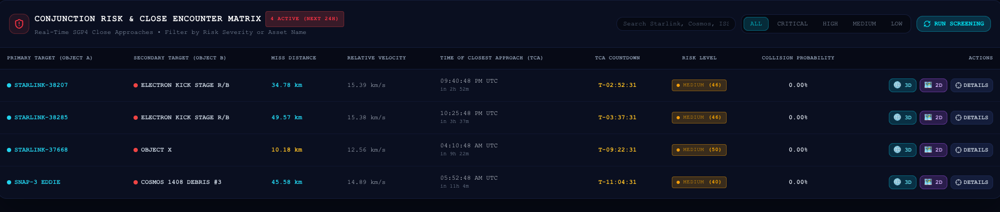 CONJUNCTION RISK & CLOSE ENCOUNTER MATRIX 4 ACTIVE (NEXT 24H)
Real-Time SGP4 Close Approaches • Filter by Risk Severity or Asset Name
Search Starlink, Cosmos, ISS ALL CRITICAL HIGH MEDIUM LOW RUN SCREENING
PRIMARY TARGET (OBJECT A) SECONDARY TARGET (OBJECT B) MISS DISTANCE RELATIVE VELOCITY TIME OF CLOSEST APPROACH (TCA) TCA COUNTDOWN RISK LEVEL COLLISION PROBABILITY ACTIONS
STARLINK-38207 ELECTRON KICK STAGE R/B 34.78 km 15.39 km/s 09:40:48 PM UTC T-02:52:31 MEDIUM (46) 0.00% 3D 2D DETAILS
in 2h 52m
STARLINK-38285 ELECTRON KICK STAGE R/B 49.57 km 15.38 km/s 10:25:48 PM UTC T-03:37:31 MEDIUM (46) 0.00% 3D 2D DETAILS
in 3h 37m
STARLINK-37668 OBJECT X 10.18 km 12.56 km/s 04:10:48 AM UTC T-09:22:31 MEDIUM (50) 0.00% 3D 2D DETAILS
in 9h 22m
SNAP-3 EDDIE COSMOS 1408 DEBRIS #3 45.58 km 14.89 km/s 05:52:48 AM UTC T-11:04:31 MEDIUM (40) 0.00% 3D 2D DETAILS
in 11h 4m